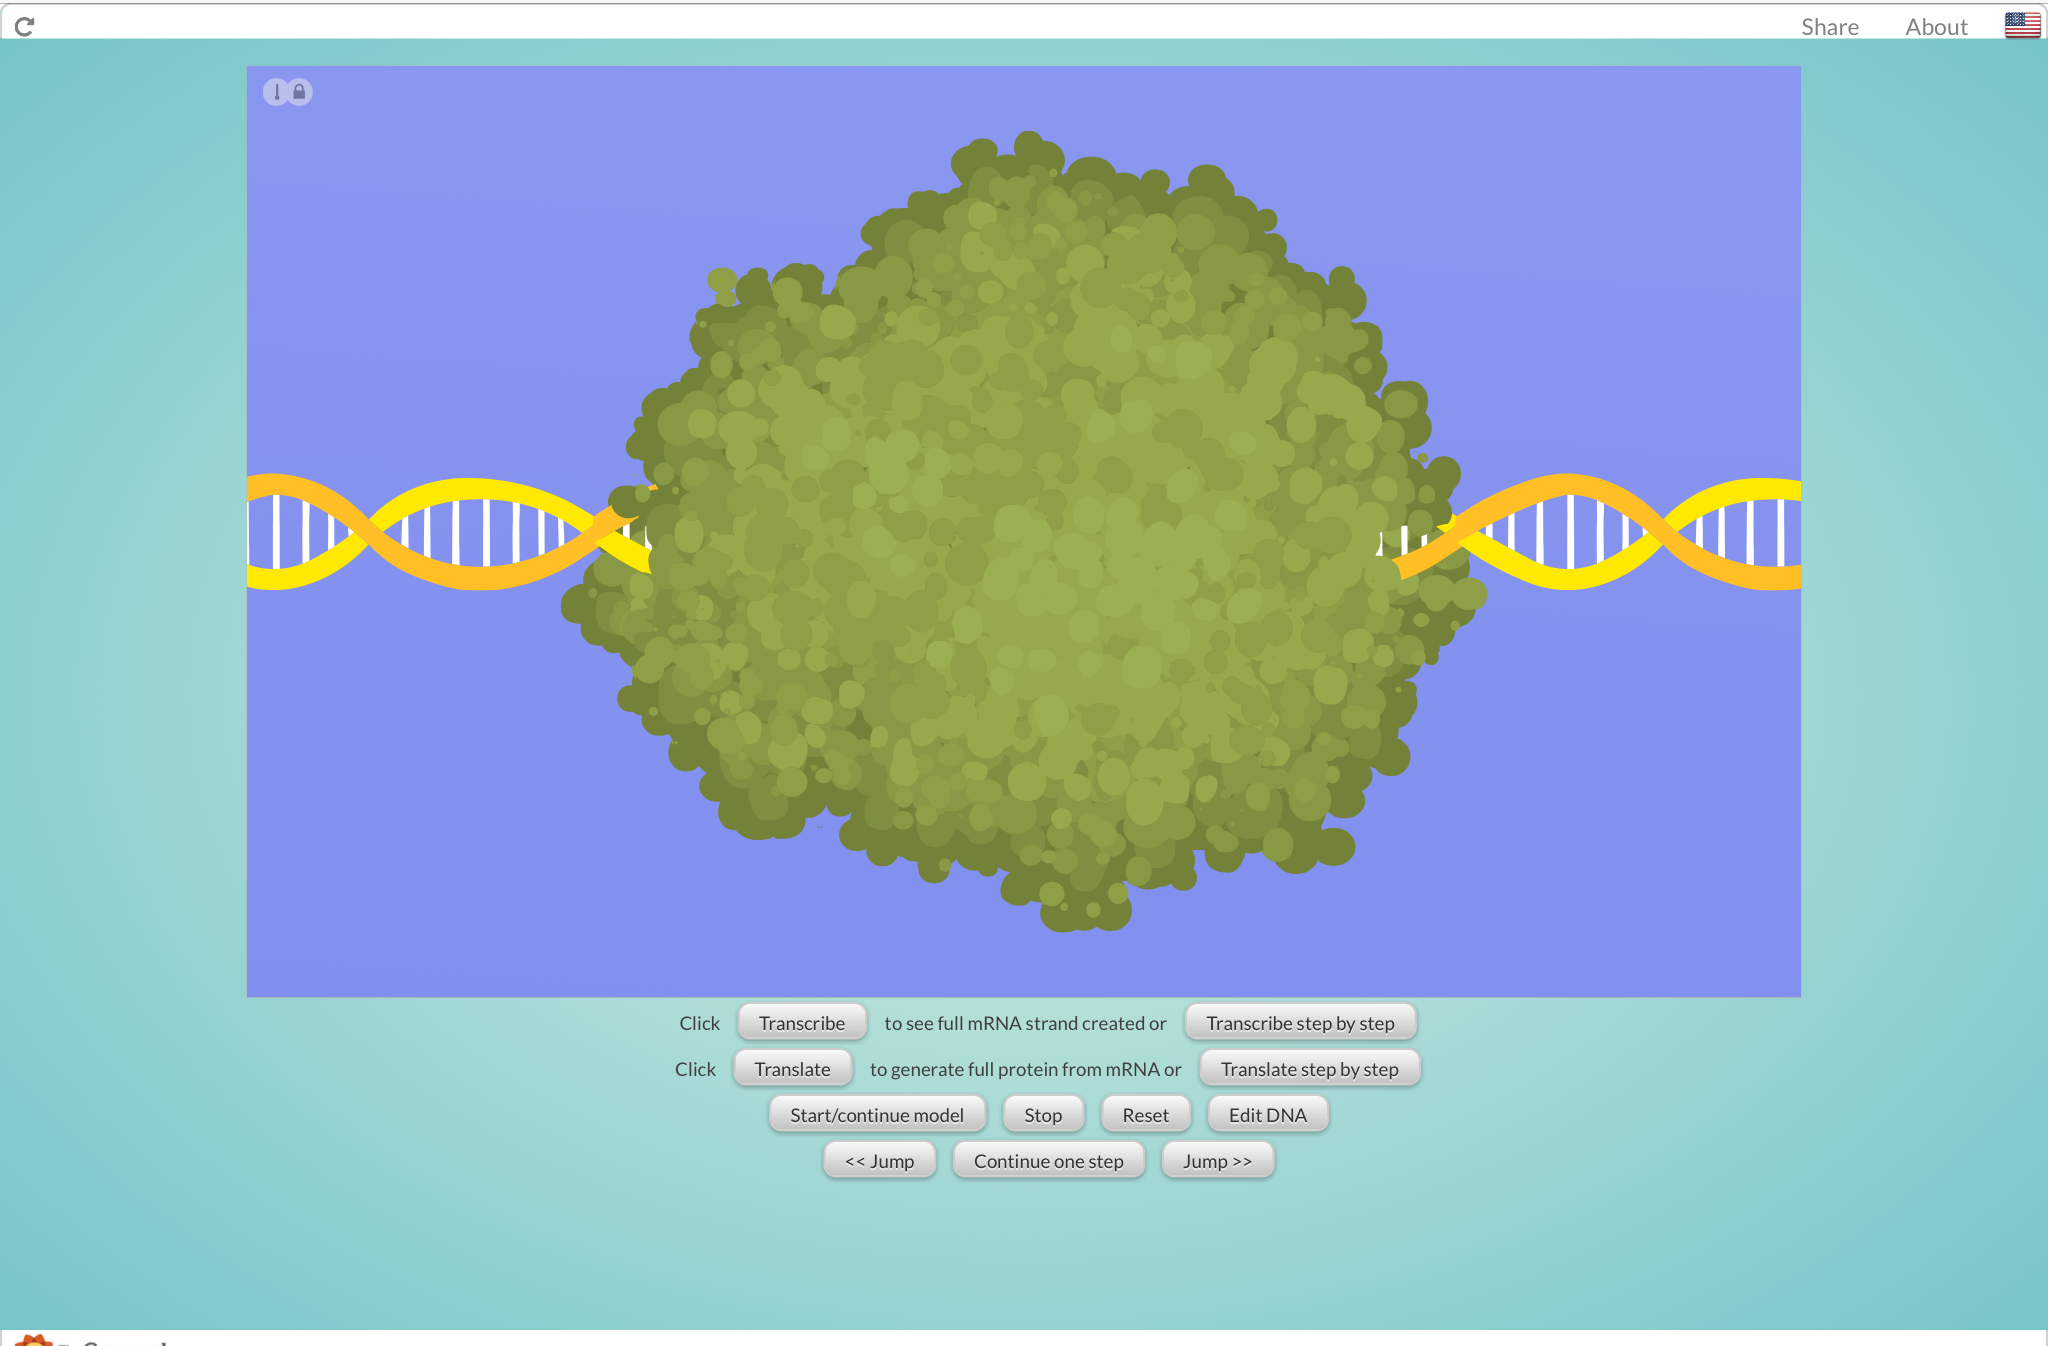 Share About
Click Transcribe to see full mRNA strand created or Transcribe step by step
Click Translate to generate full protein from mRNA or Translate step by step
Start/continue model Stop Reset Edit DNA
<< Jump Continue one step Jump >>